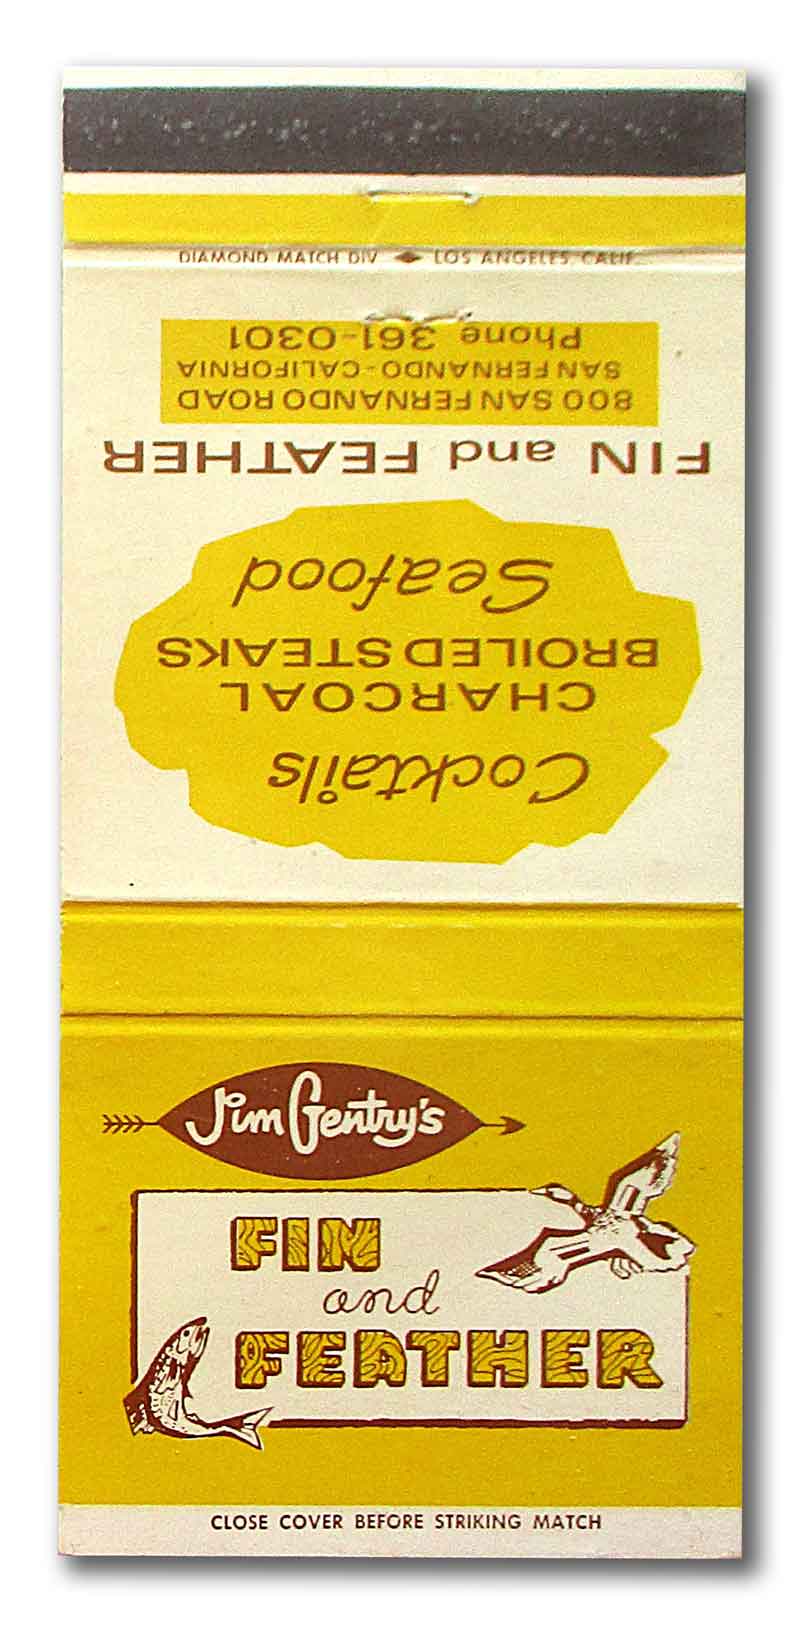 DIAMOND MATCH DIV LOS ANGELES, CALIF.
Cocktails
CHARCOAL
BROILED STEAKS
Seafood
FIN and FEATHER
800 SAN FERNANDO ROAD
SAN FERNANDO-CALIFORNIA
Phone 361-0301
Jim Gentry's
FIN
and
FEATHER
CLOSE COVER BEFORE STRIKING MATCH